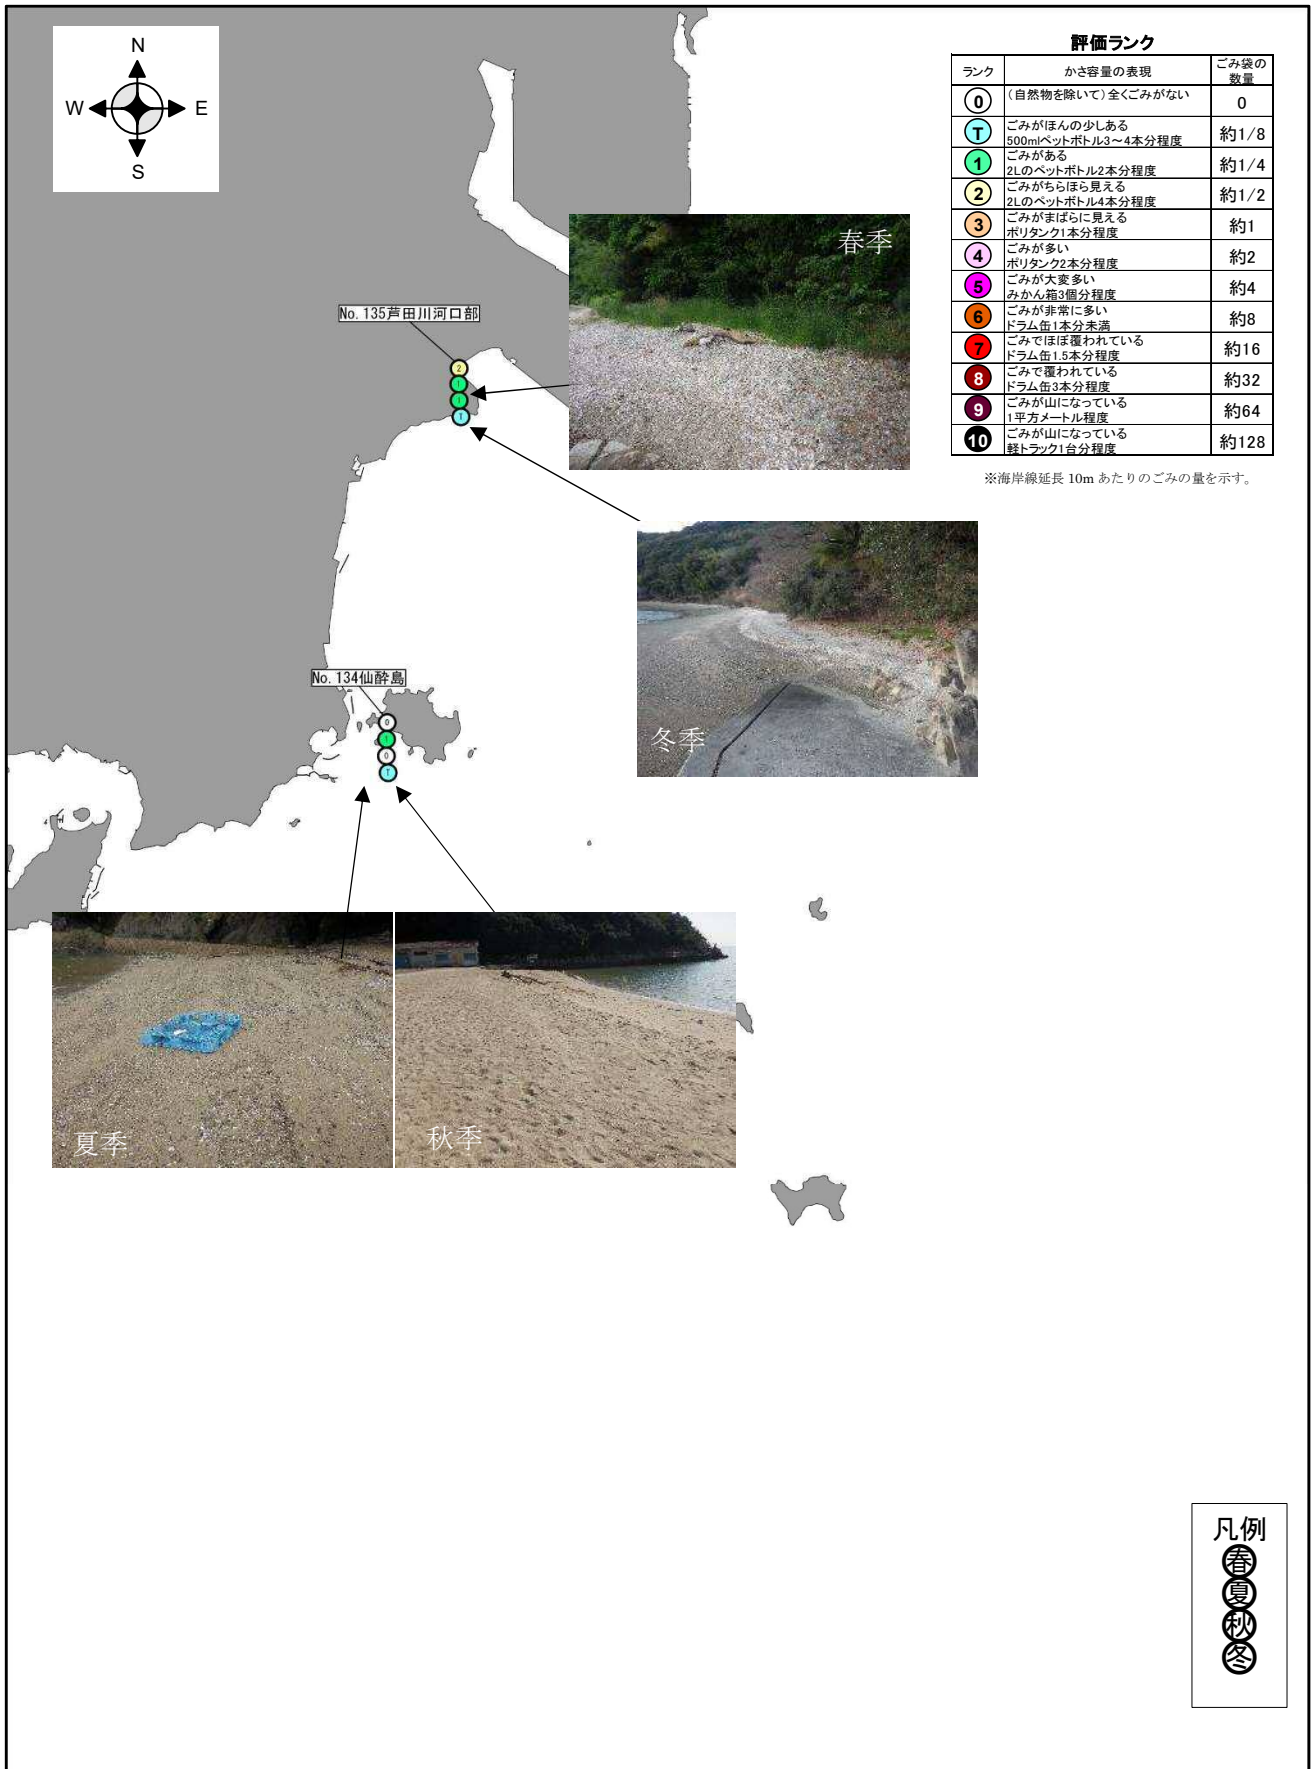 N
W
E
S
評価ランク
ランク かさ容量の表現 ごみ袋の数量
0 (自然物を除いて)全くごみがない 0
T ごみがほんの少しある
500mlペットボトル3～4本分程度 約1/8
1 ごみがある
2Lのペットボトル2本分程度 約1/4
2 ごみがちらほら見える
2Lのペットボトル4本分程度 約1/2
3 ごみがまばらに見える
ポリタンク1本分程度 約1
4 ごみが多い
ポリタンク2本分程度 約2
5 ごみが大変多い
みかん箱3個分程度 約4
6 ごみが非常に多い
ドラム缶1本分未満 約8
7 ごみでほぼ覆われている
ドラム缶1.5本分程度 約16
8 ごみで覆われている
ドラム缶3本分程度 約32
9 ごみが山になっている
1平方メートル程度 約64
10 ごみが山になっている
軽トラック1台分程度 約128
※海岸線延長 10m あたりのごみの量を示す。
春季
No. 135芦田川河口部
2
1
1
T
冬季
No. 134仙酔島
0
1
0
T
夏季
秋季
凡例
春
夏
秋
冬